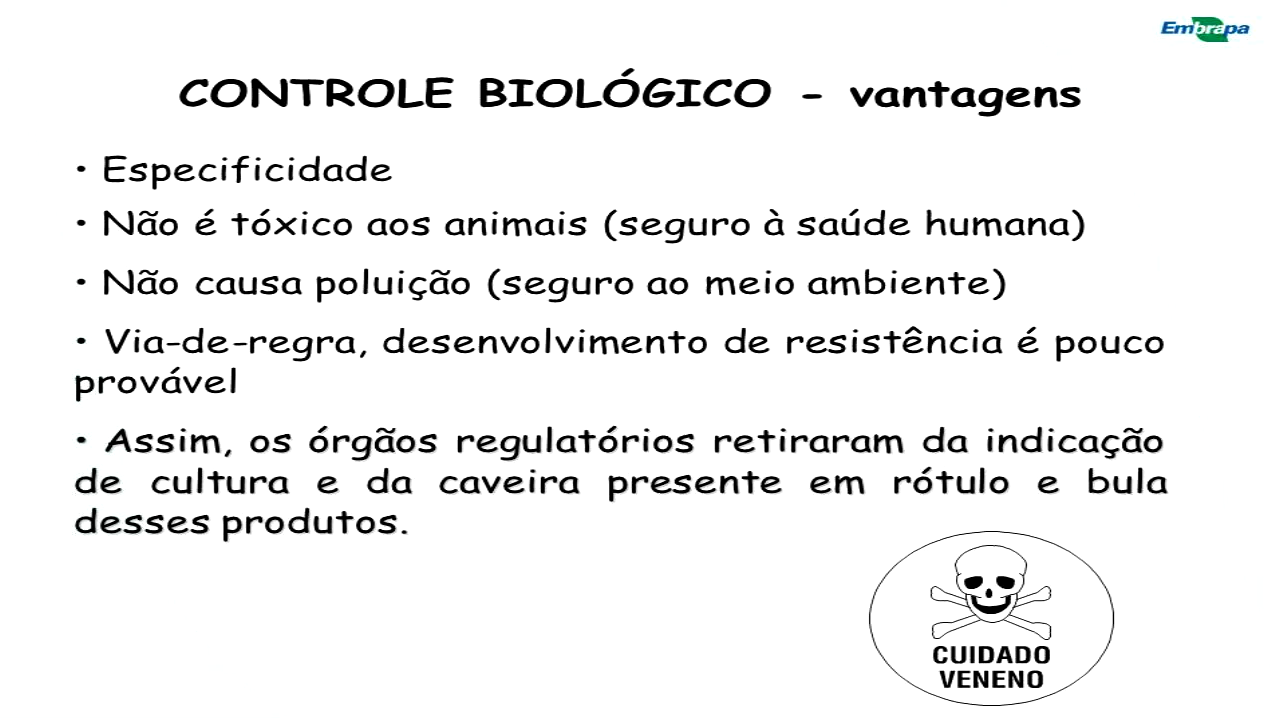 Embrapa
CONTROLE BIOLÓGICO - vantagens
• Especificidade
• Não é tóxico aos animais (seguro à saúde humana)
• Não causa poluição (seguro ao meio ambiente)
• Via-de-regra, desenvolvimento de resistência é pouco
provável
• Assim, os órgãos regulatórios retiraram da indicação
de cultura e da caveira presente em rótulo e bula
desses produtos.
CUIDADO
VENENO